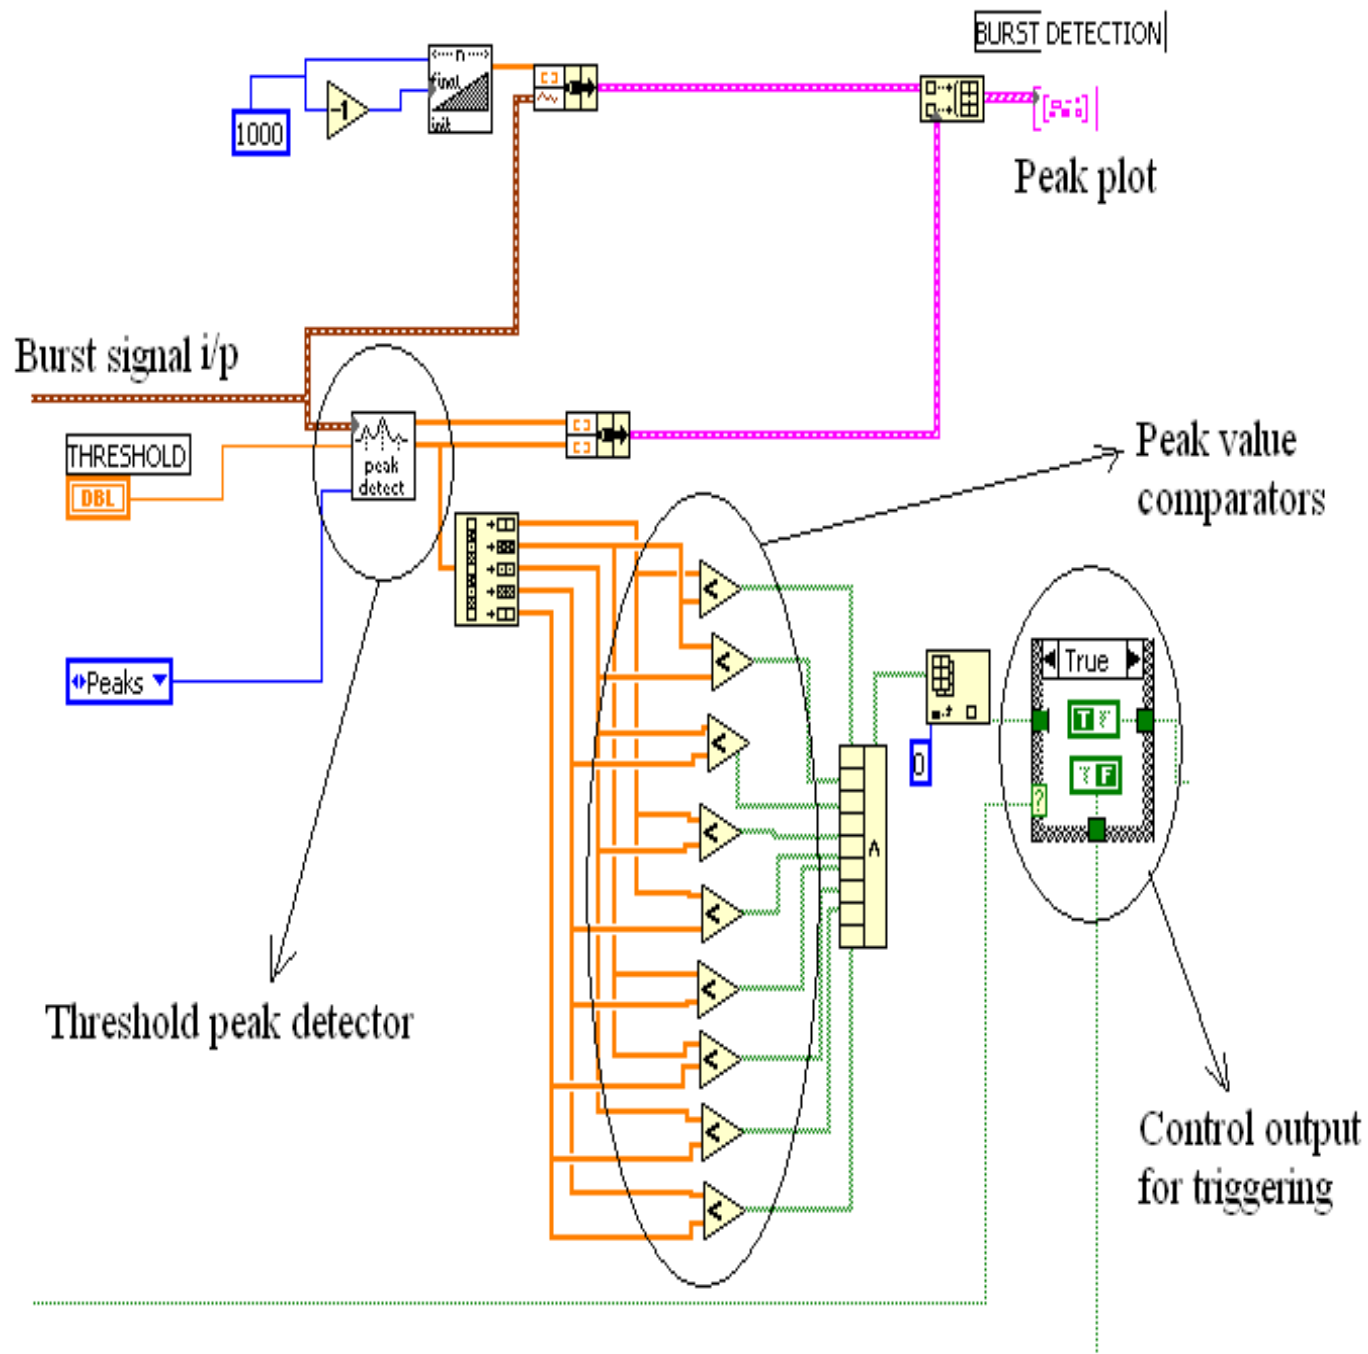 BURST DETECTION
n
final
init
-1
1000
Peak plot
Burst signal i/p
THRESHOLD
DBL
peak
detect
Peak value
comparators
Peaks
<
<
<
<
<
<
<
<
<
True
T
F
?
0
∧
Threshold peak detector
Control output
for triggering